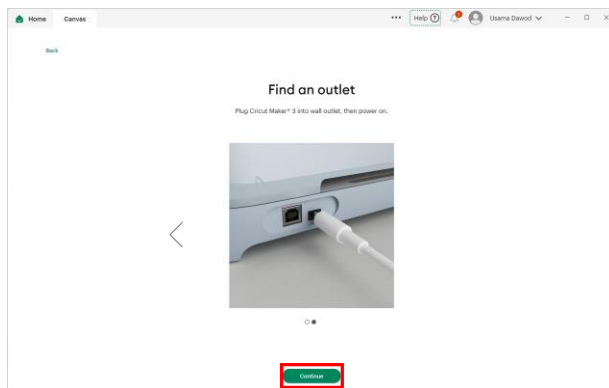 Home Canvas ••• Help ? 1 Usama Dawod
Back
Find an outlet
Plug Cricut Maker® 3 into wall outlet, then power on.
Continue